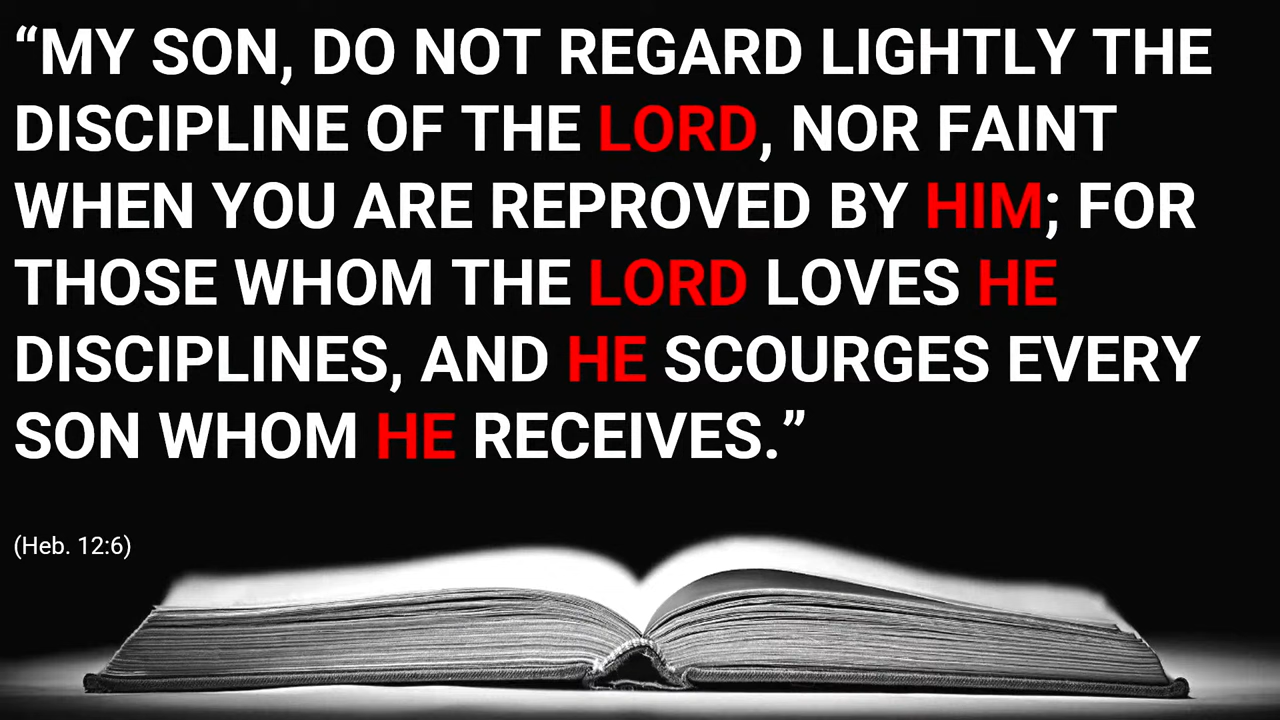 “MY SON, DO NOT REGARD LIGHTLY THE
DISCIPLINE OF THE LORD, NOR FAINT
WHEN YOU ARE REPROVED BY HIM; FOR
THOSE WHOM THE LORD LOVES HE
DISCIPLINES, AND HE SCOURGES EVERY
SON WHOM HE RECEIVES.”
(Heb. 12:6)